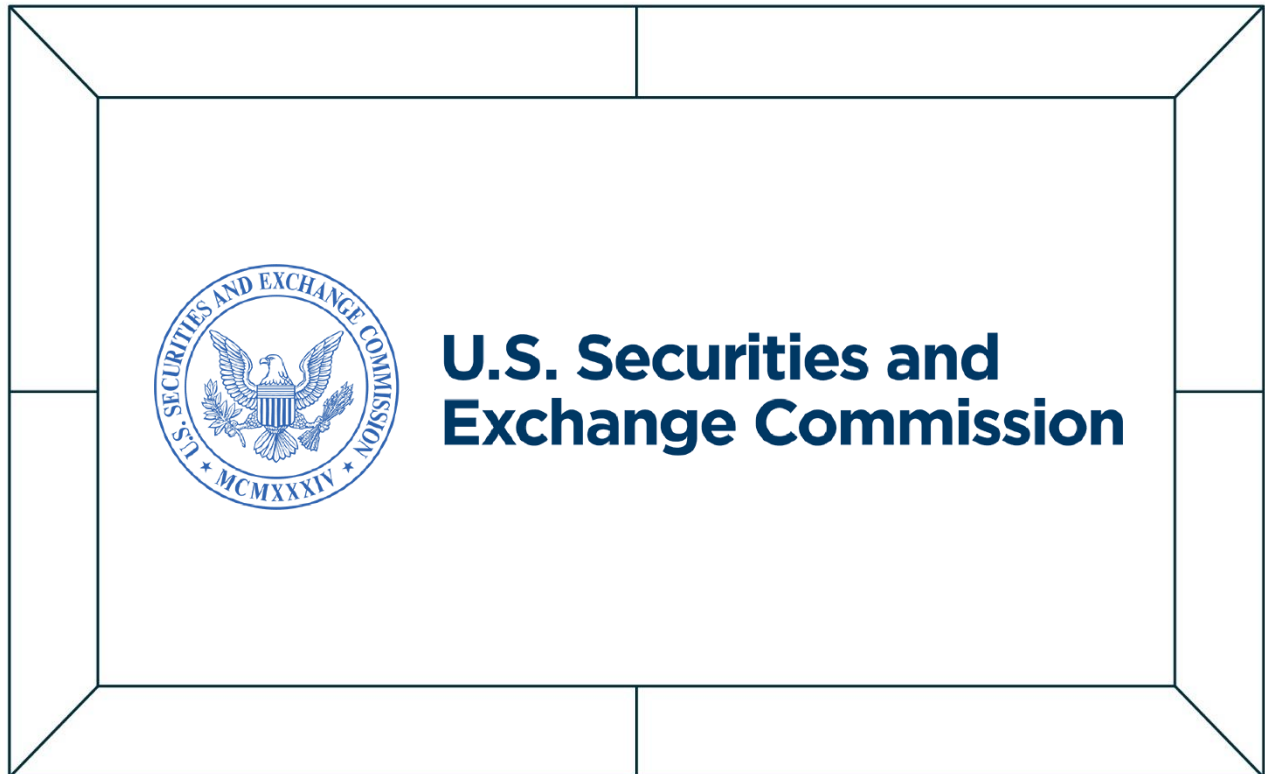 U.S. SECURITIES AND EXCHANGE COMMISSION
★ MCMXXXIV ★
U.S. Securities and
Exchange Commission